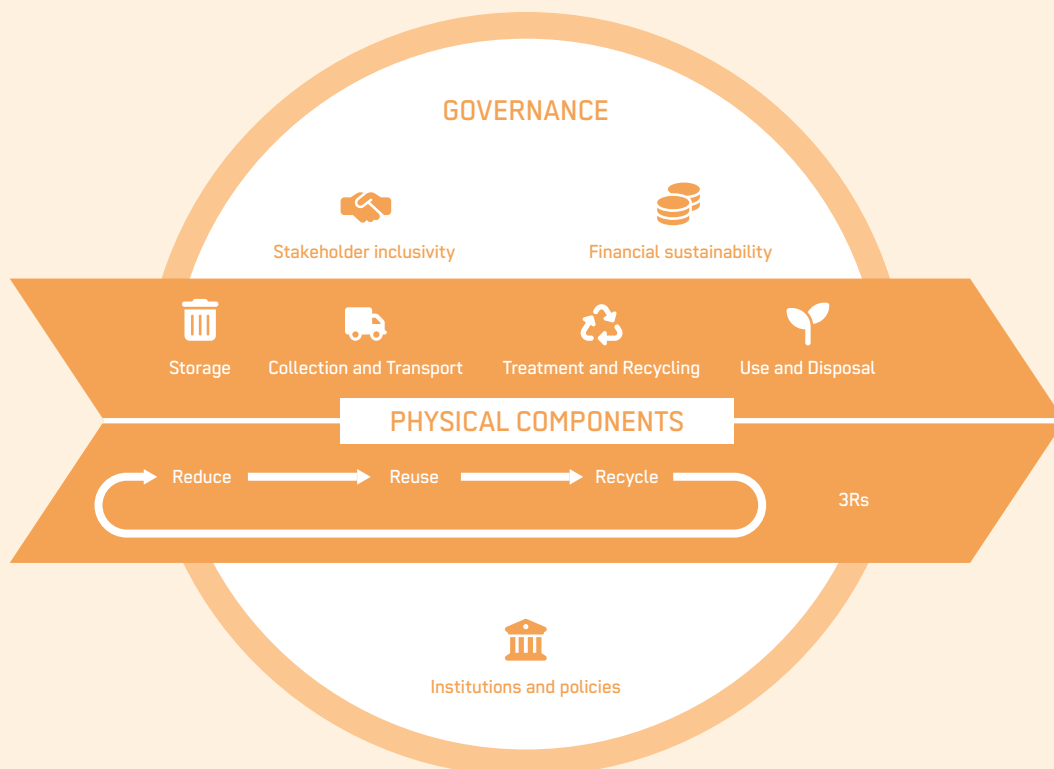 GOVERNANCE
Stakeholder inclusivity
Financial sustainability
Storage
Collection and Transport
Treatment and Recycling
Use and Disposal
PHYSICAL COMPONENTS
Reduce
Reuse
Recycle
3Rs
Institutions and policies